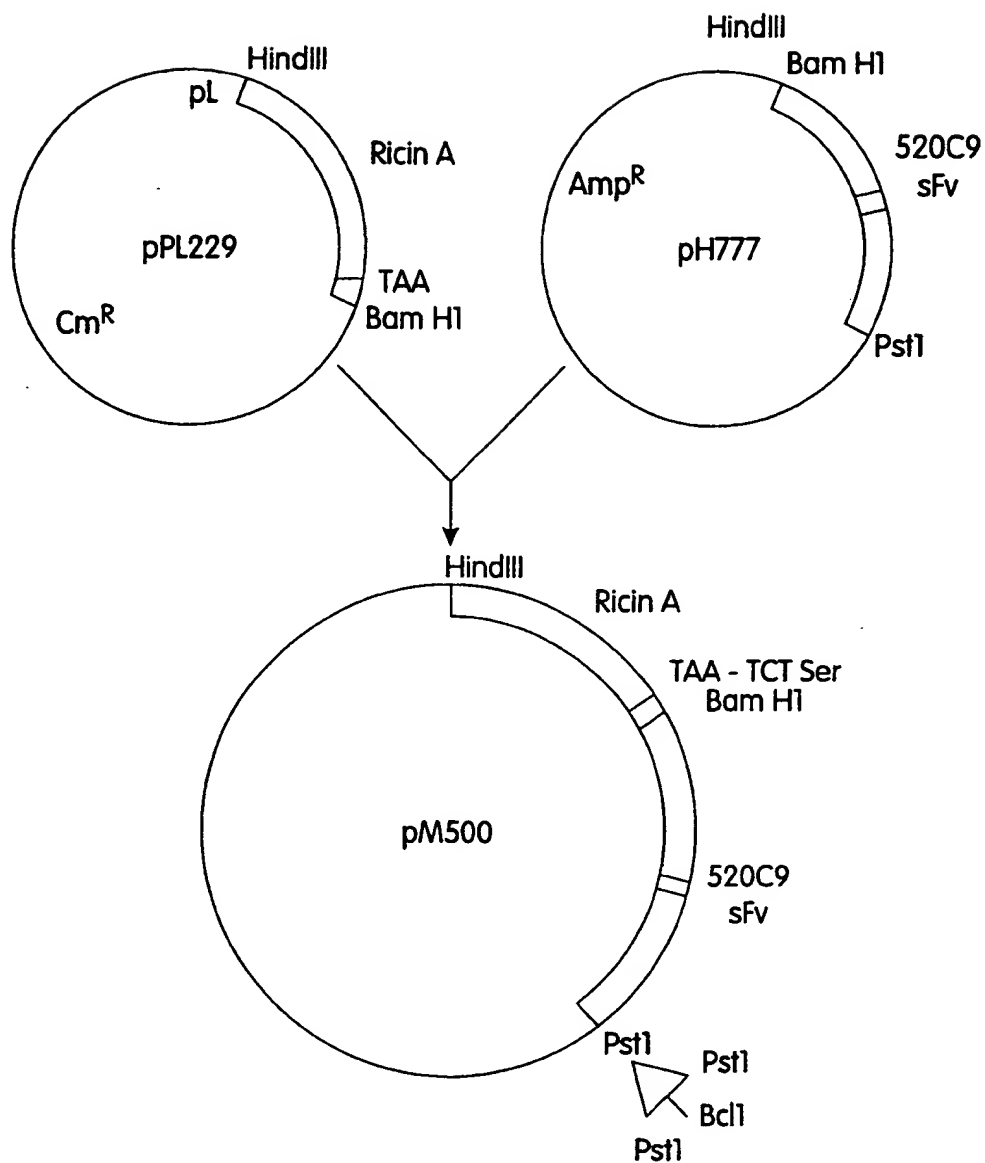 HindIII
pL
Ricin A
pPL229
TAA
Bam H1
CmR
HindIII
Bam H1
520C9
sFv
AmpR
pH777
Pst1
HindIII
Ricin A
TAA - TCT Ser
Bam H1
pM500
520C9
sFv
Pst1
Pst1
Bcl1
Pst1